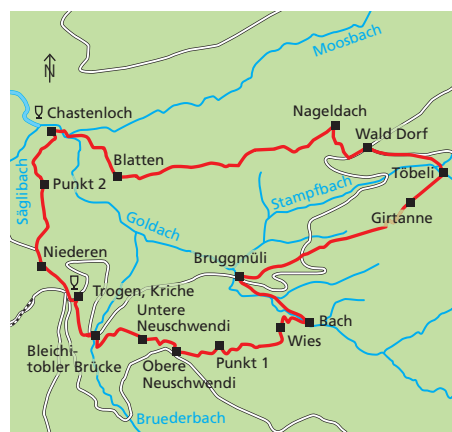 Moosbach
N
Chastenloch
Nageldach
Wald Dorf
Blatten
Töbeli
Säglibach
Punkt 2
Stampfbach
Girtanne
Goldach
Bruggmüli
Niederen
Trogen, Kriche
Untere
Neuschwendi
Bach
Wies
Bleichi-
tobler Brücke
Punkt 1
Obere
Neuschwendi
Bruederbach